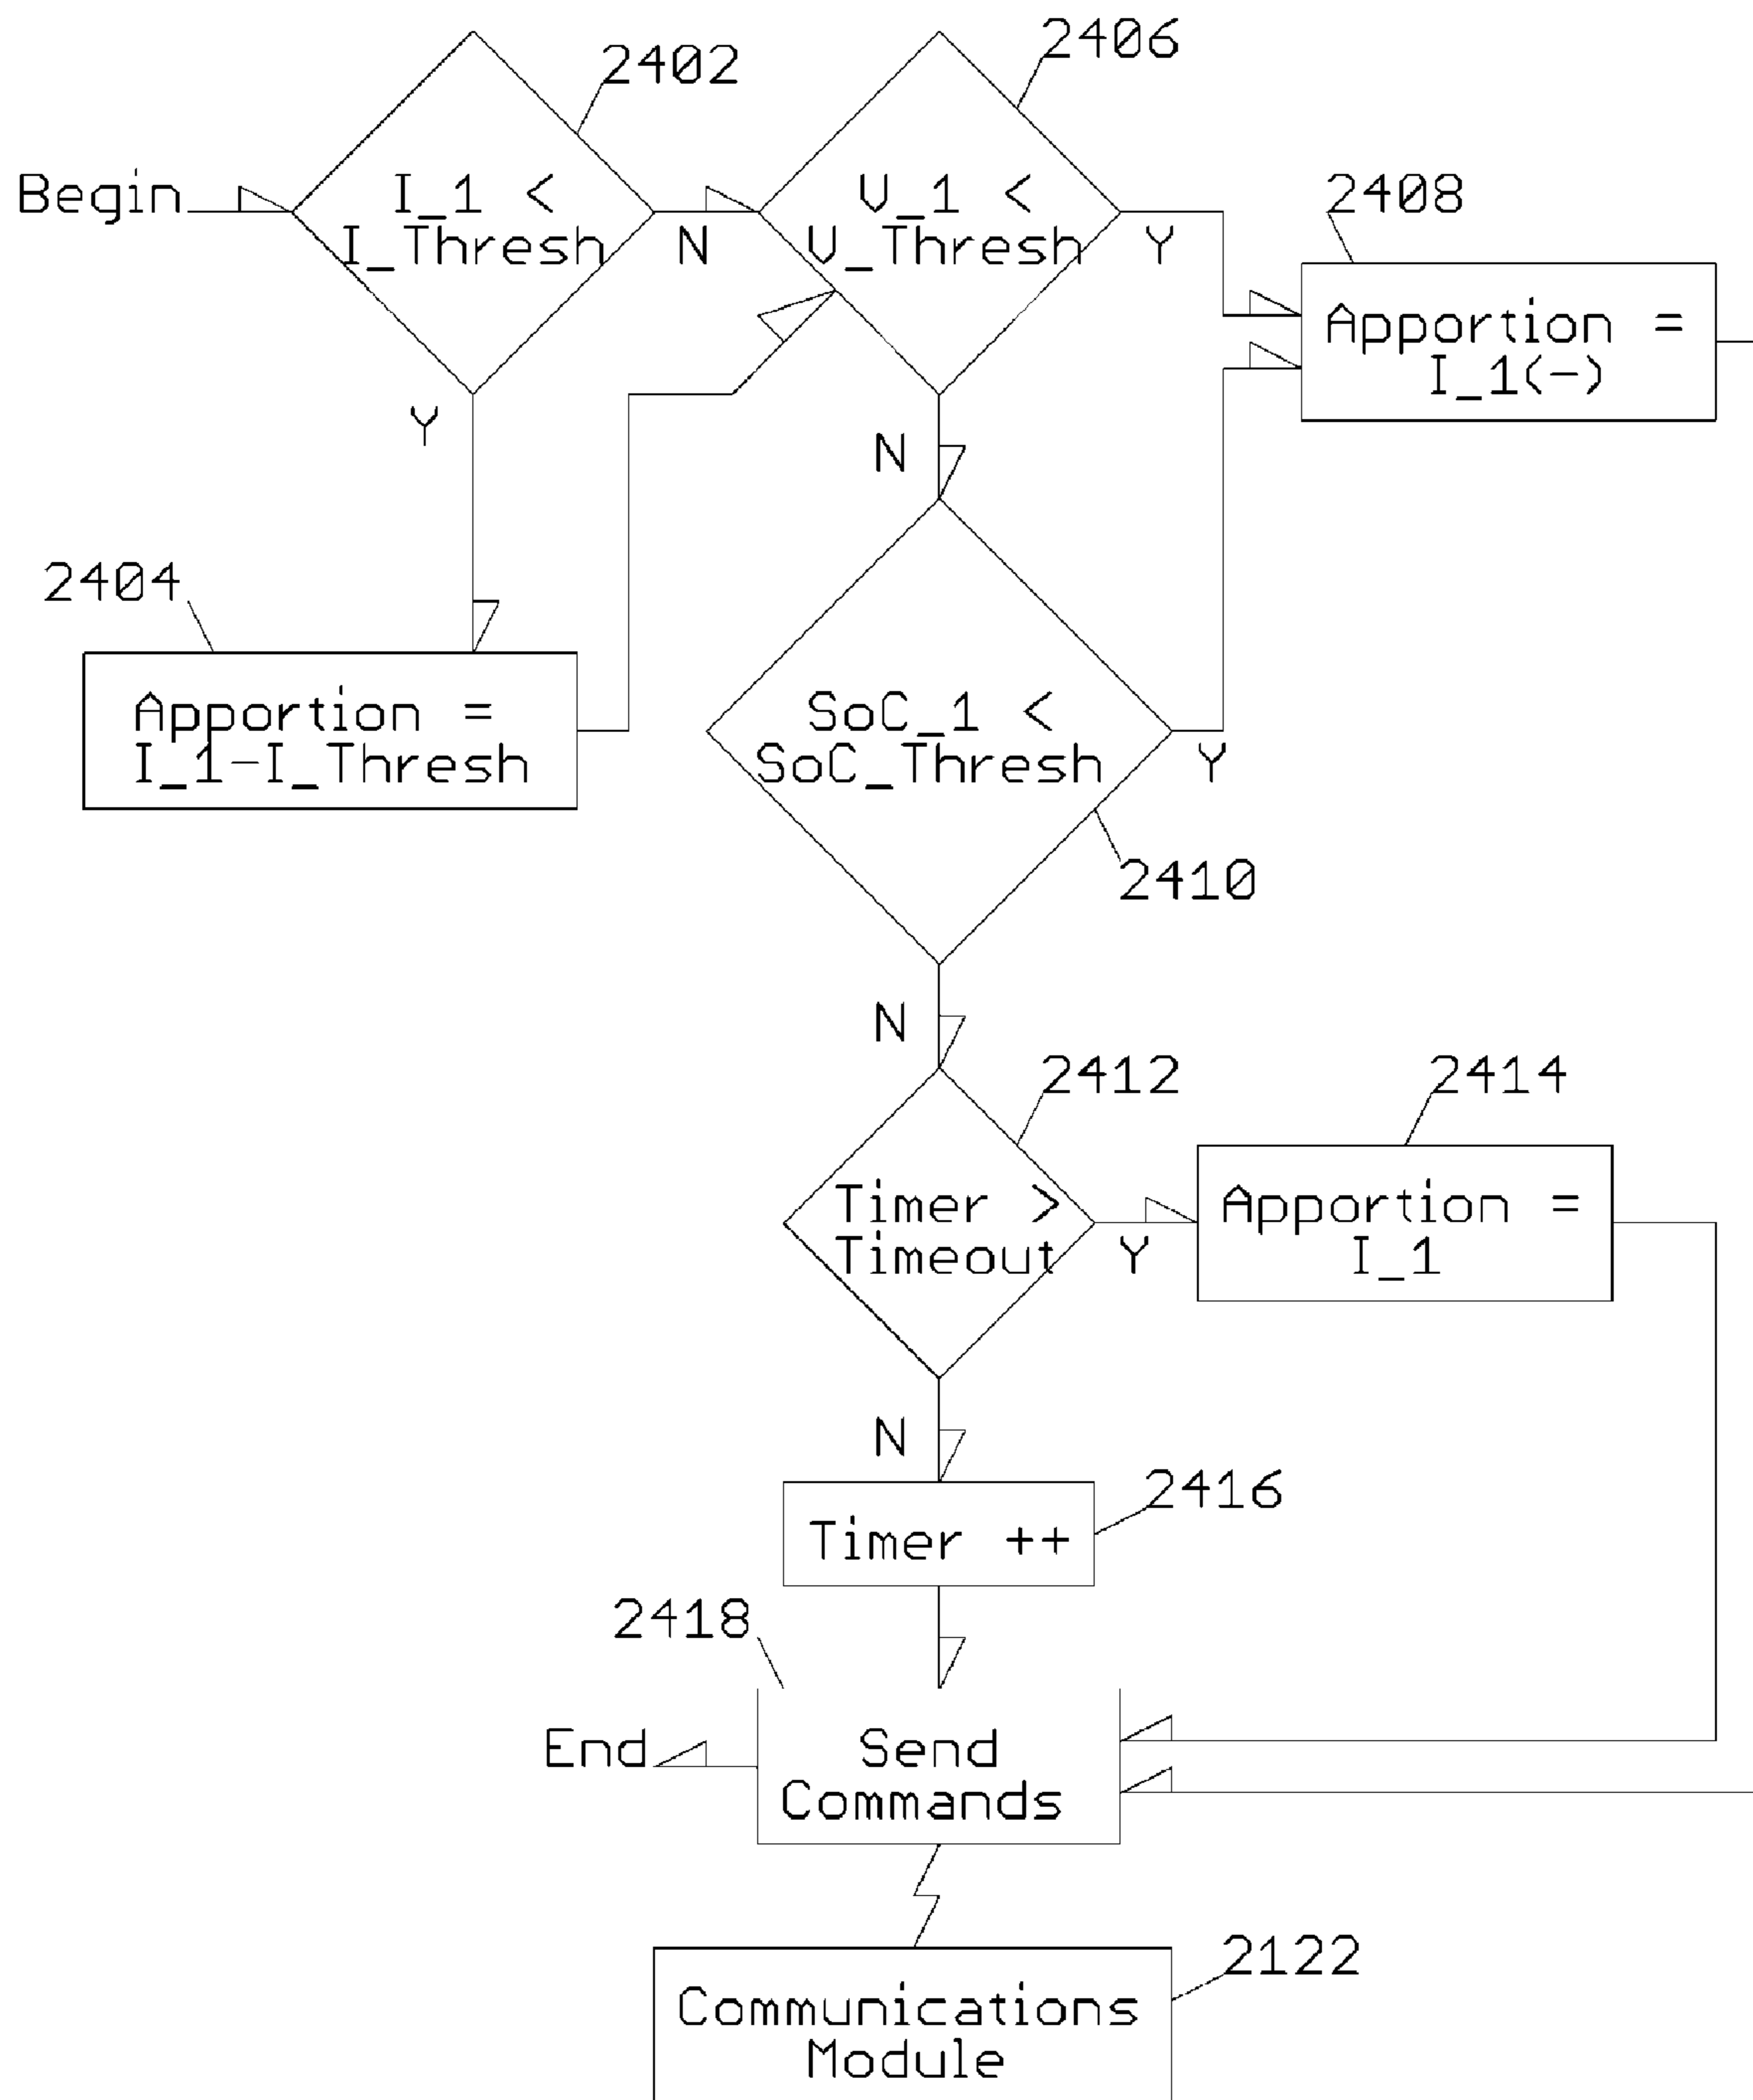 2402
2406
Begin
I_1 <
I_Thresh
N
V_1 <
V_Thresh
Y
2408
Apportion =
I_1(-)
Y
N
2404
Apportion =
I_1-I_Thresh
SoC_1 <
SoC_Thresh
Y
2410
N
2412
2414
Timer >
Timeout
Y
Apportion =
I_1
N
2416
Timer ++
2418
End
Send
Commands
2122
Communications
Module